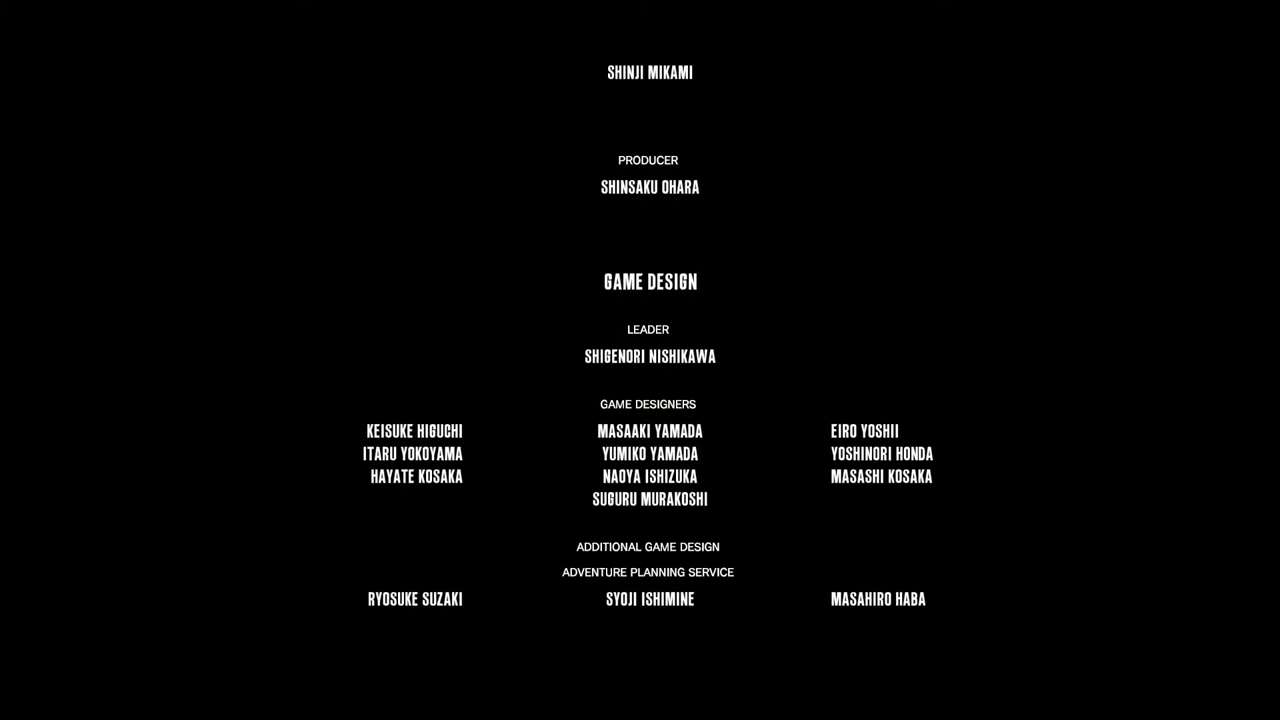 SHINJI MIKAMI
PRODUCER
SHINSAKU OHARA
GAME DESIGN
LEADER
SHIGENORI NISHIKAWA
GAME DESIGNERS
KEISUKE HIGUCHI MASAAKI YAMADA EIRO YOSHII
ITARU YOKOYAMA YUMIKO YAMADA YOSHINORI HONDA
HAYATE KOSAKA NAOYA ISHIZUKA MASASHI KOSAKA
SUGURU MURAKOSHI
ADDITIONAL GAME DESIGN
ADVENTURE PLANNING SERVICE
RYOSUKE SUZAKI SYOJI ISHIMINE MASAHIRO HABA